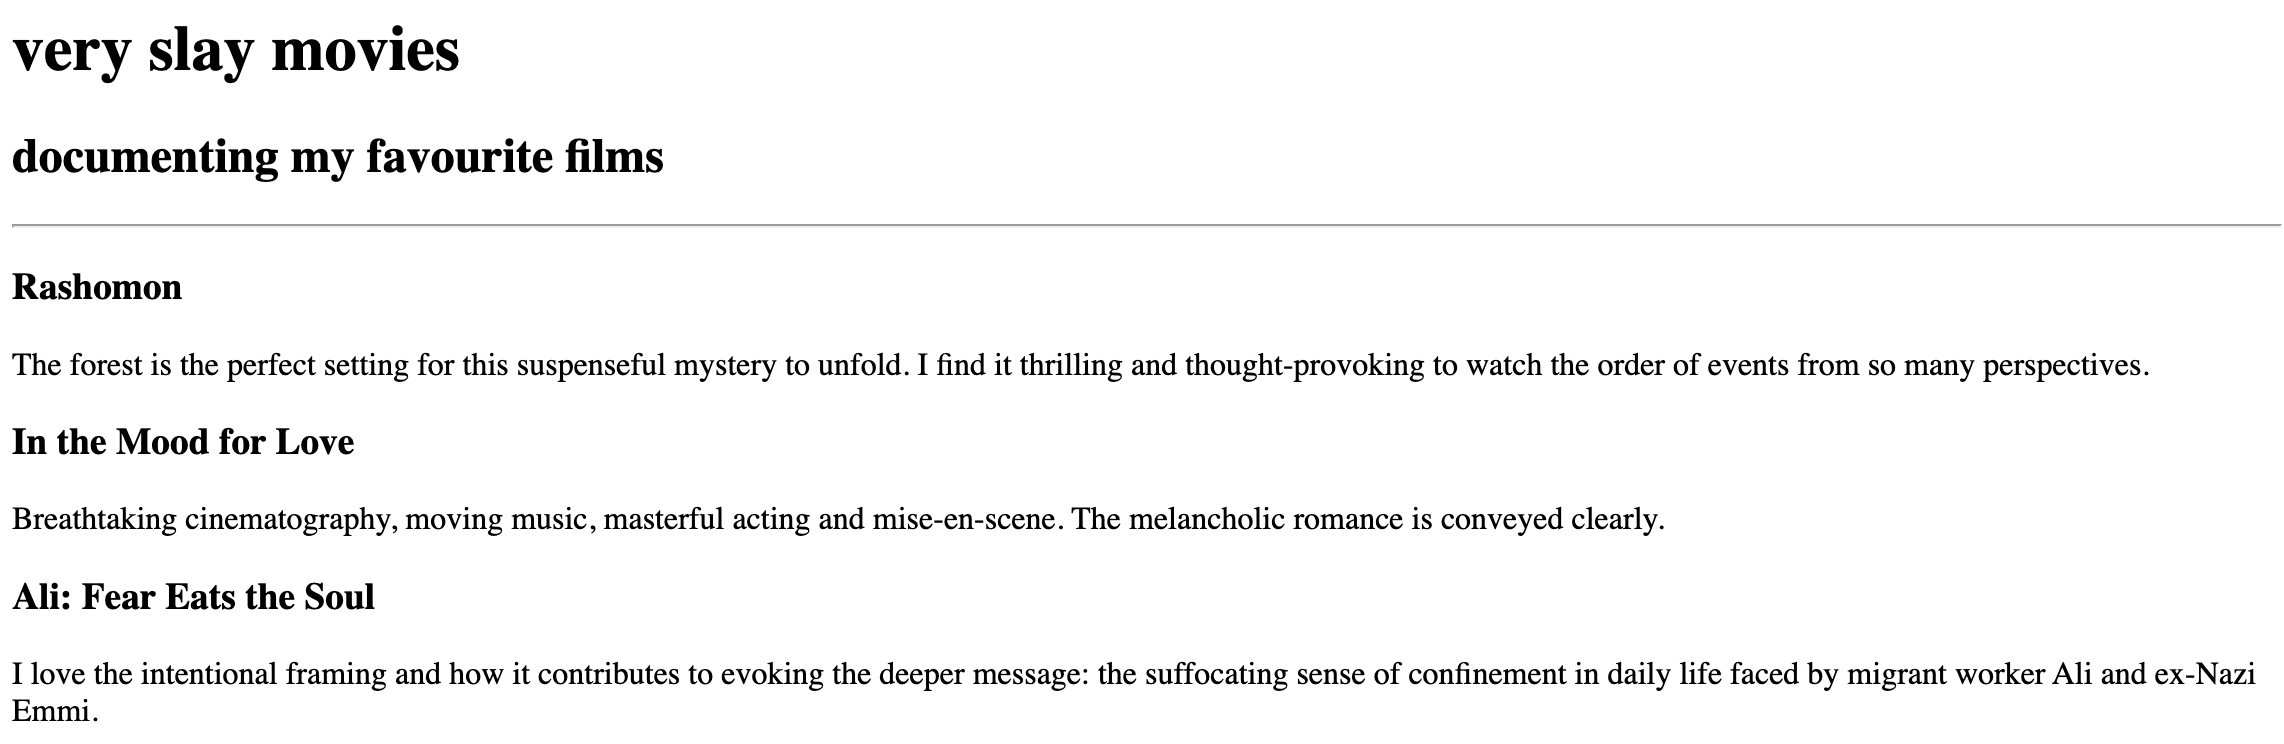 very slay movies
documenting my favourite films
Rashomon
The forest is the perfect setting for this suspenseful mystery to unfold. I find it thrilling and thought-provoking to watch the order of events from so many perspectives.
In the Mood for Love
Breathtaking cinematography, moving music, masterful acting and mise-en-scene. The melancholic romance is conveyed clearly.
Ali: Fear Eats the Soul
I love the intentional framing and how it contributes to evoking the deeper message: the suffocating sense of confinement in daily life faced by migrant worker Ali and ex-Nazi
Emmi.